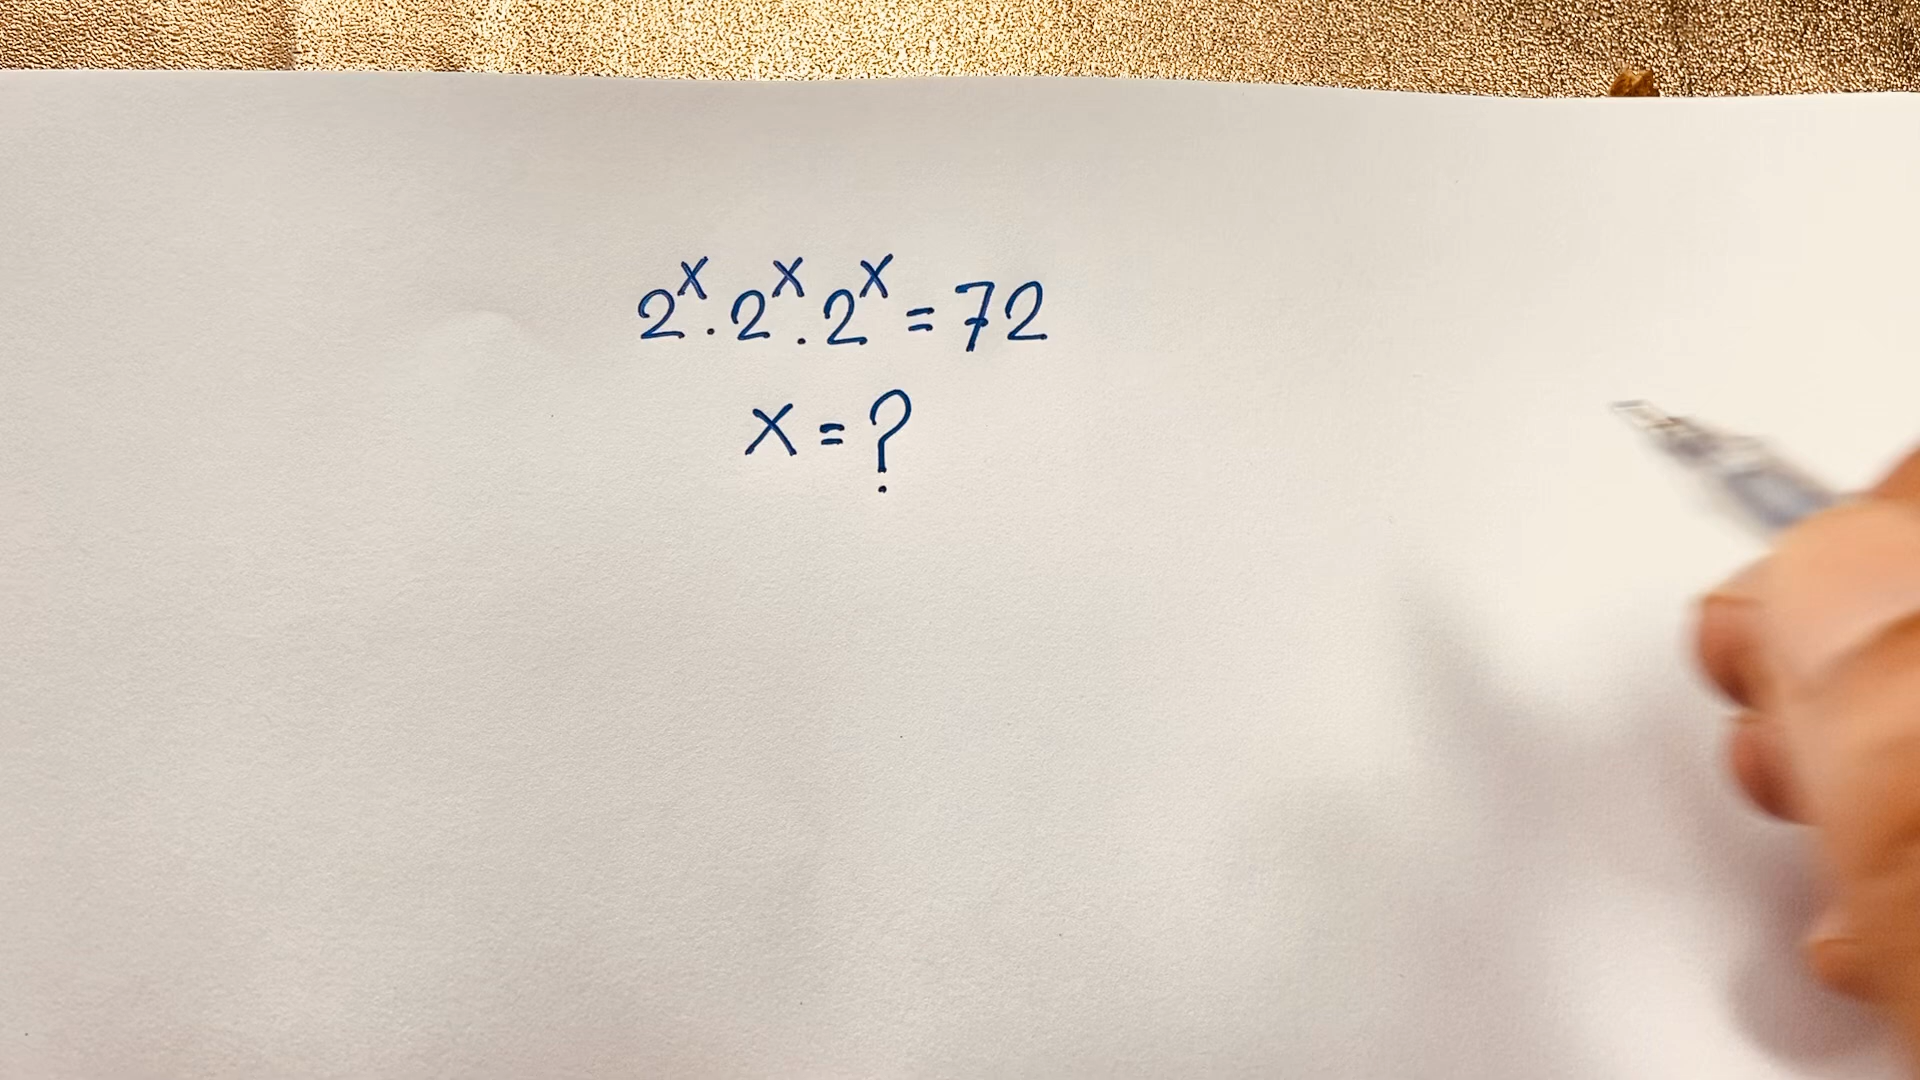 2^x . 2^x . 2^x = 72
x = ?